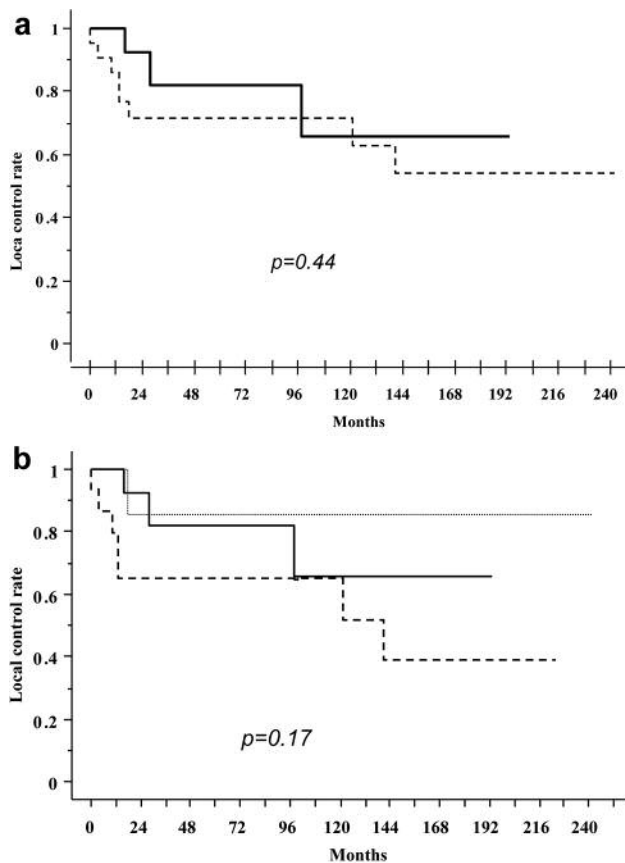 a
1
0.8
0.6
0.4
0.2
0
Loca control rate
p=0.44
0 24 48 72 96 120 144 168 192 216 240
Months
b
1
0.8
0.6
0.4
0.2
0
Local control rate
p=0.17
0 24 48 72 96 120 144 168 192 216 240
Months